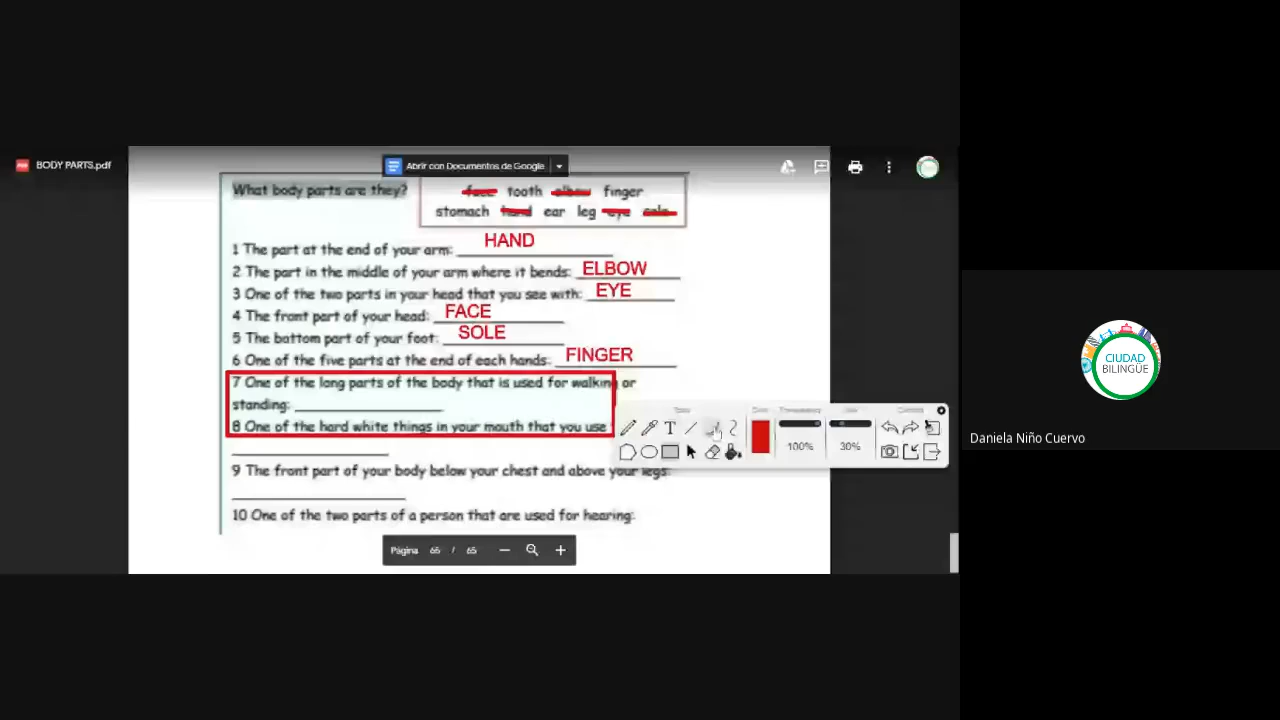 BODY PARTS.pdf
Abrir con Documentos de Google
What body parts are they?
face tooth elbow finger
stomach hand ear leg eye sole
1 The part at the end of your arm: HAND
2 The part in the middle of your arm where it bends: ELBOW
3 One of the two parts in your head that you see with: EYE
4 The front part of your head: FACE
5 The bottom part of your foot: SOLE
6 One of the five parts at the end of each hands: FINGER
7 One of the long parts of the body that is used for walking or
standing:
8 One of the hard white things in your mouth that you use
9 The front part of your body below your chest and above your legs:
10 One of the two parts of a person that are used for hearing:
Página 65 / 65
100%
30%
CIUDAD
BILINGÜE
Daniela Niño Cuervo